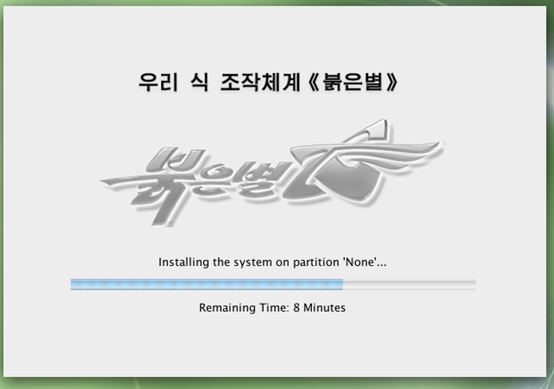 우리 식 조작체계《붉은별》
붉은별
Installing the system on partition 'None'...
Remaining Time: 8 Minutes